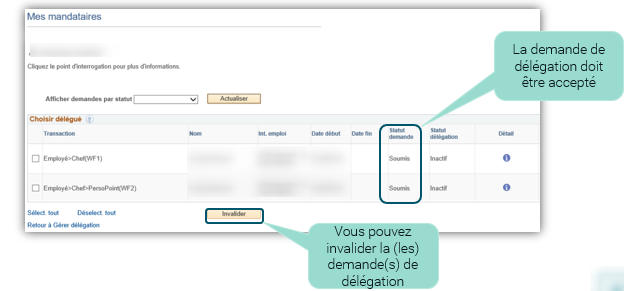 Mes mandataires
Cliquez le point d'interrogation pour plus d'informations.
Afficher demandes par statut
Actualiser
Choisir délégué
Transaction Nom Int. emploi Date début Date fin Statut demande Statut délégation Détail
Employé>Chef(WF1) Soumis Inactif
Employé>Chef>PersoPoint(WF2) Soumis Inactif
Sélect. tout Déselect. tout Invalider
Retour à Gérer délégation
La demande de
délégation doit
être accepté
Vous pouvez
invalider la (les)
demande(s) de
délégation